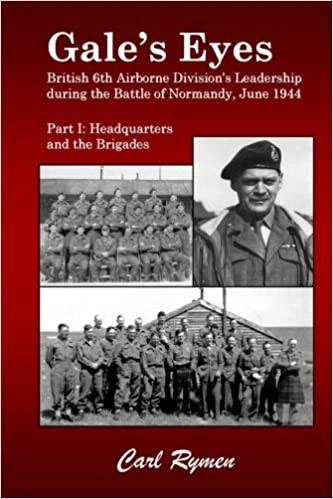 Gale's Eyes
British 6th Airborne Division's Leadership
during the Battle of Normandy, June 1944
Part I: Headquarters
and the Brigades
Carl Rymen